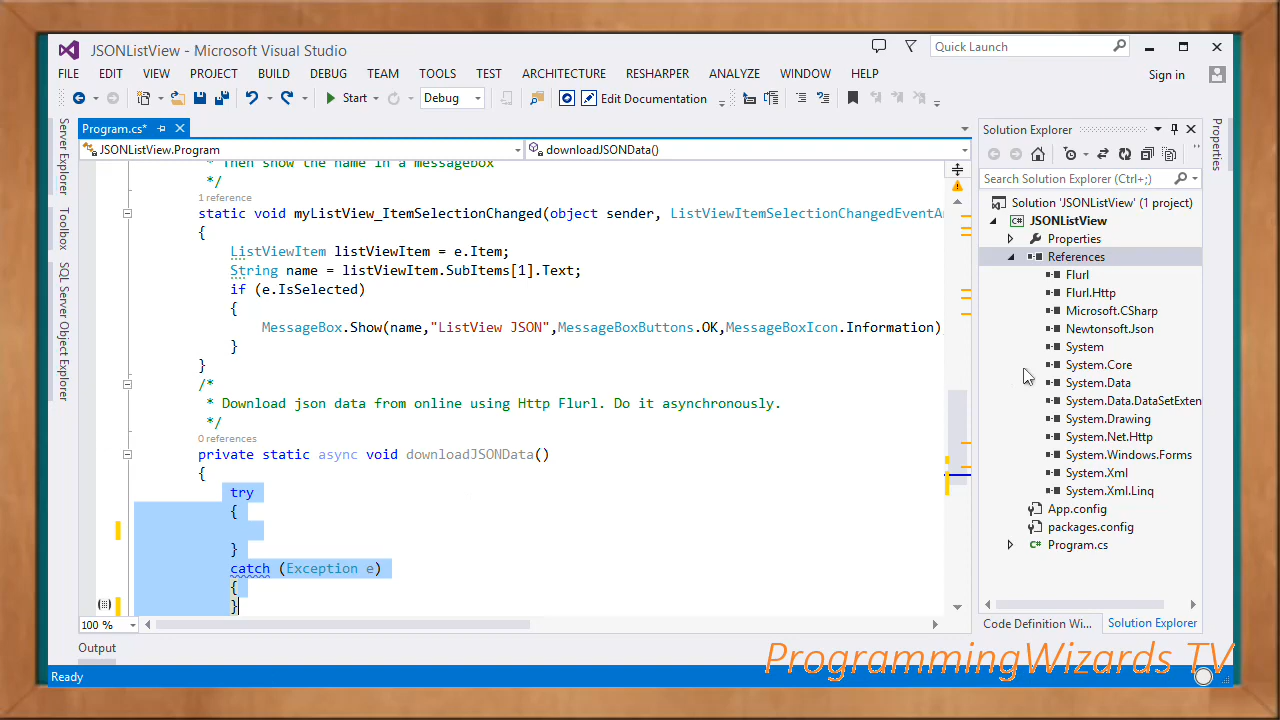 JSONListView - Microsoft Visual Studio
Quick Launch
FILE EDIT VIEW PROJECT BUILD DEBUG TEAM TOOLS TEST ARCHITECTURE RESHARPER ANALYZE WINDOW HELP
Sign in
Start Debug Edit Documentation
Server Explorer
Toolbox
SQL Server Object Explorer
Program.cs*
JSONListView.Program downloadJSONData()
* Then show the name in a messagebox
*/
1 reference
static void myListView_ItemSelectionChanged(object sender, ListViewItemSelectionChangedEventAr
{
ListViewItem listViewItem = e.Item;
String name = listViewItem.SubItems[1].Text;
if (e.IsSelected)
{
MessageBox.Show(name,"ListView JSON",MessageBoxButtons.OK,MessageBoxIcon.Information)
}
}
/*
* Download json data from online using Http Flurl. Do it asynchronously.
*/
0 references
private static async void downloadJSONData()
{
try
{
}
catch (Exception e)
{
}
100 %
Output
Ready
Solution Explorer
Search Solution Explorer (Ctrl+;)
Solution 'JSONListView' (1 project)
C# JSONListView
Properties
References
Flurl
Flurl.Http
Microsoft.CSharp
Newtonsoft.Json
System
System.Core
System.Data
System.Data.DataSetExten
System.Drawing
System.Net.Http
System.Windows.Forms
System.Xml
System.Xml.Linq
App.config
packages.config
C# Program.cs
Code Definition Wi... Solution Explorer
Properties
ProgrammingWizards TV